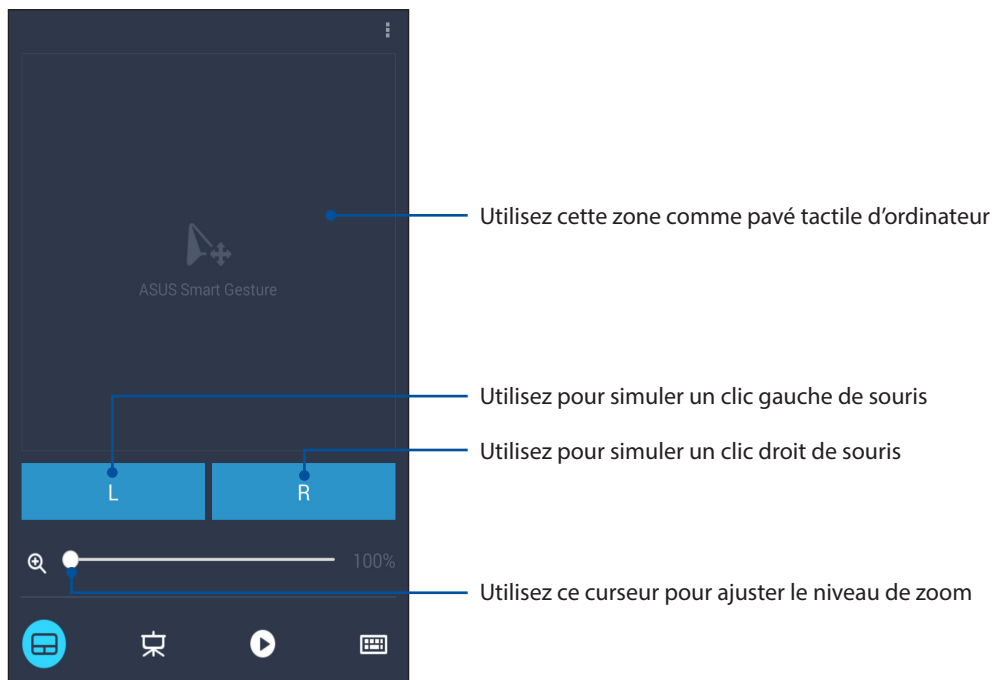 Utilisez cette zone comme pavé tactile d’ordinateur
ASUS Smart Gesture
Utilisez pour simuler un clic gauche de souris
Utilisez pour simuler un clic droit de souris
L
R
100%
Utilisez ce curseur pour ajuster le niveau de zoom